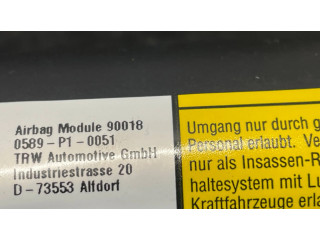 Airbag Module 90018
0589-P1-0051
TRW Automotive GmbH
Industriestrasse 20
D-73553 Alfdorf
Umgang nur durch g
Personal erlaubt. Ve
nur als Insassen-R
haltesystem mit Lu
Kraftfahrzeuge erla